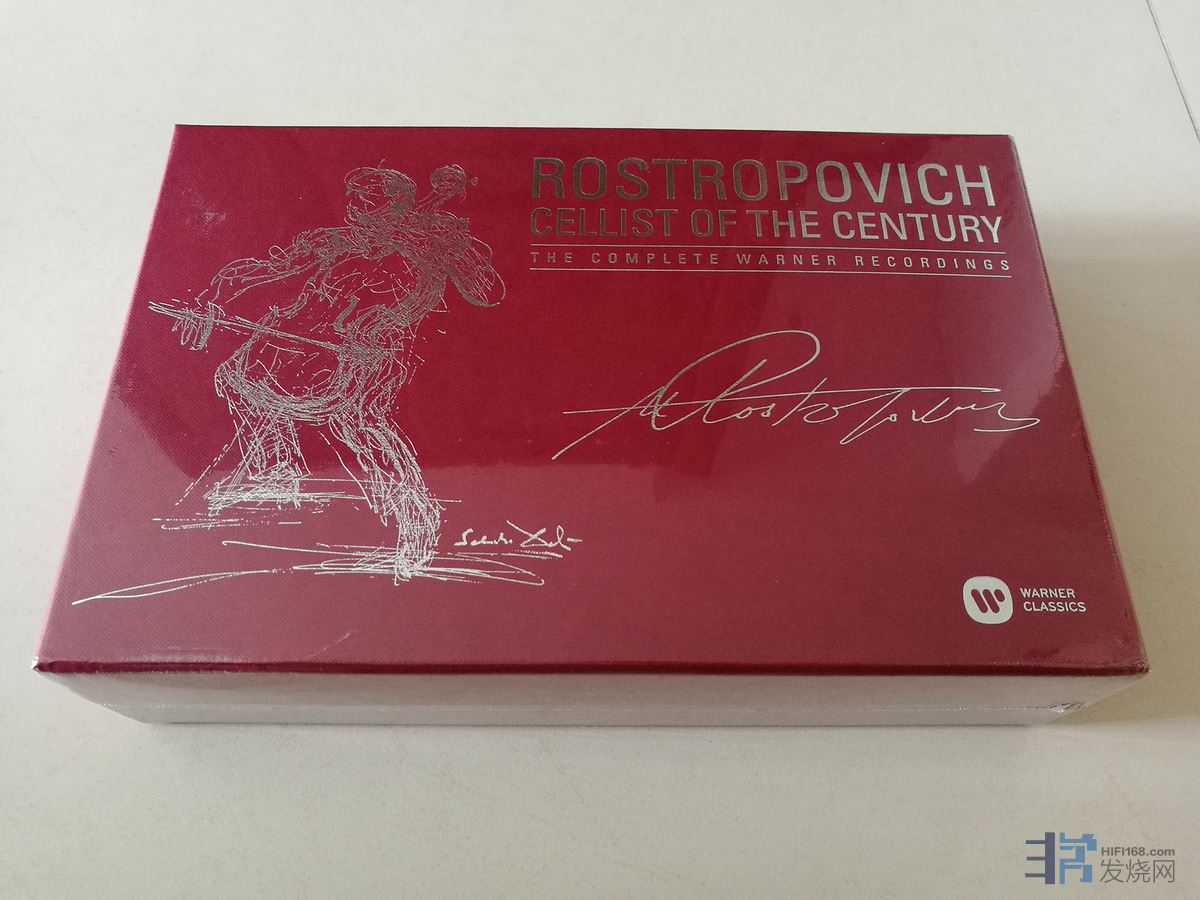 ROSTROPOVICH
CELLIST OF THE CENTURY
THE COMPLETE WARNER RECORDINGS
WARNER
CLASSICS
HIFI168.com
发烧网